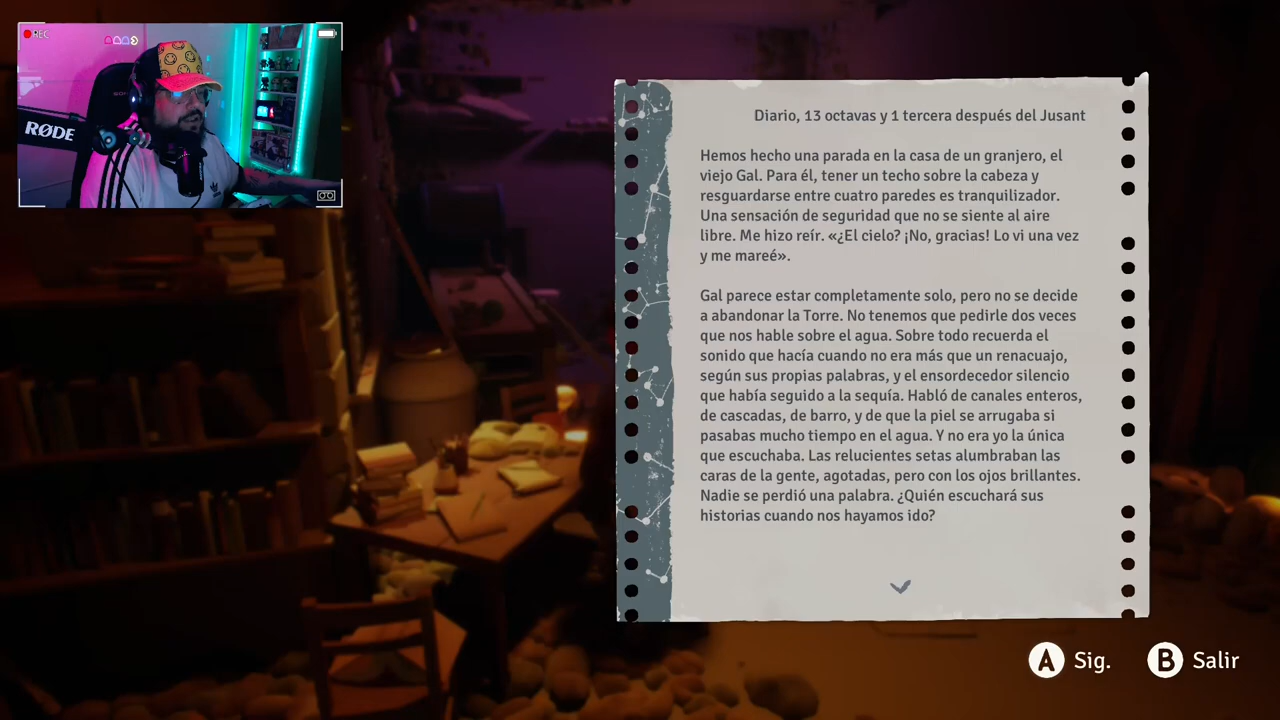 REC
RØDE
Diario, 13 octavas y 1 tercera después del Jusant
Hemos hecho una parada en la casa de un granjero, el
viejo Gal. Para él, tener un techo sobre la cabeza y
resguardarse entre cuatro paredes es tranquilizador.
Una sensación de seguridad que no se siente al aire
libre. Me hizo reír. «¿El cielo? ¡No, gracias! Lo vi una vez
y me mareé».
Gal parece estar completamente solo, pero no se decide
a abandonar la Torre. No tenemos que pedirle dos veces
que nos hable sobre el agua. Sobre todo recuerda el
sonido que hacía cuando no era más que un renacuajo,
según sus propias palabras, y el ensordecedor silencio
que había seguido a la sequía. Habló de canales enteros,
de cascadas, de barro, y de que la piel se arrugaba si
pasabas mucho tiempo en el agua. Y no era yo la única
que escuchaba. Las relucientes setas alumbraban las
caras de la gente, agotadas, pero con los ojos brillantes.
Nadie se perdió una palabra. ¿Quién escuchará sus
historias cuando nos hayamos ido?
A Sig.
B Salir